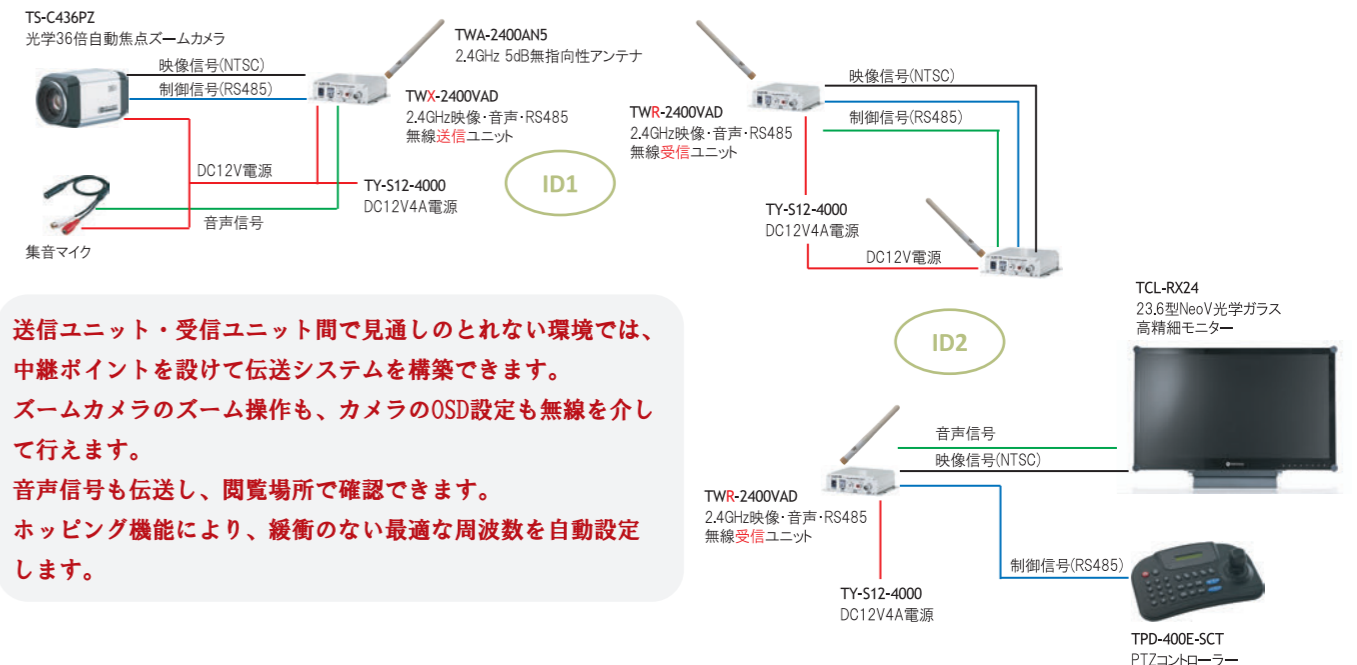 TS-C436PZ
光学36倍自動焦点ズームカメラ
映像信号(NTSC)
制御信号(RS485)
TWA-2400AN5
2.4GHz 5dB無指向性アンテナ
TWX-2400VAD
2.4GHz映像・音声・RS485
無線送信ユニット
DC12V電源
TY-S12-4000
DC12V4A電源
音声信号
集音マイク
ID1
TWR-2400VAD
2.4GHz映像・音声・RS485
無線受信ユニット
映像信号(NTSC)
制御信号(RS485)
TY-S12-4000
DC12V4A電源
DC12V電源
ID2
TCL-RX24
23.6型NeoV光学ガラス
高精細モニター
送信ユニット・受信ユニット間で見通しのとれない環境では、
中継ポイントを設けて伝送システムを構築できます。
ズームカメラのズーム操作も、カメラのOSD設定も無線を介し
て行えます。
音声信号も伝送し、閲覧場所で確認できます。
ホッピング機能により、緩衝のない最適な周波数を自動設定
します。
音声信号
映像信号(NTSC)
TWR-2400VAD
2.4GHz映像・音声・RS485
無線受信ユニット
制御信号(RS485)
TY-S12-4000
DC12V4A電源
TPD-400E-SCT
PTZコントローラー